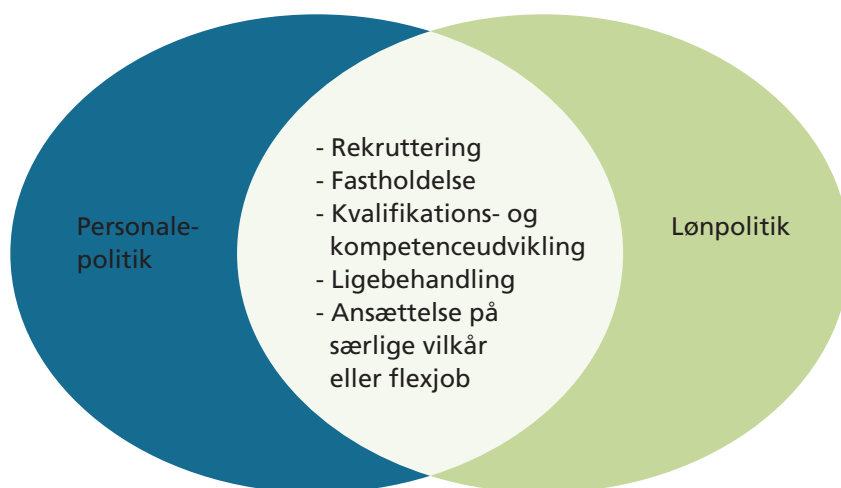 Personale-
politik
- Rekruttering
- Fastholdelse
- Kvalifikations- og
kompetenceudvikling
- Ligebehandling
- Ansættelse på
særlige vilkår
eller flexjob
Lønpolitik